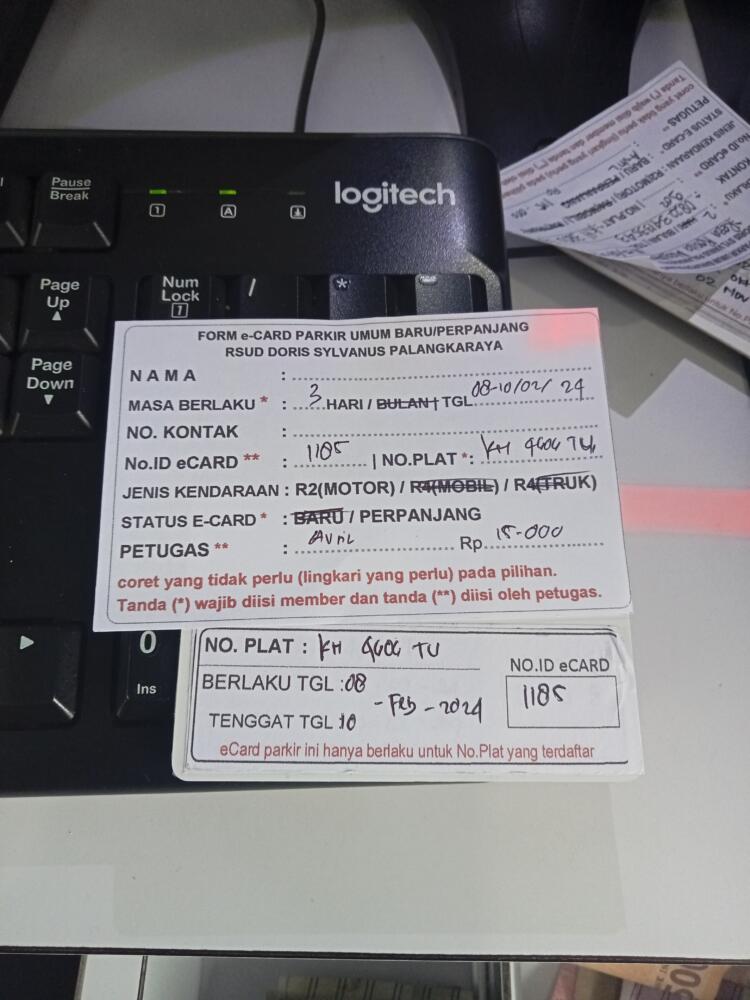 Pause
Break
1
A
logitech
Page
Up
Num
Lock
1
/
*
Page
Down
0
Ins
FORM e-CARD PARKIR UMUM BARU/PERPANJANG
RSUD DORIS SYLVANUS PALANGKARAYA
NAMA :
MASA BERLAKU * : 3 HARI / BULAN | TGL 08-10/02/ 24
NO. KONTAK :
No.ID eCARD ** : 1185 | NO.PLAT *: KH
JENIS KENDARAAN : R2(MOTOR) / R4(MOBIL) / R4(TRUK)
STATUS E-CARD * : BARU / PERPANJANG
PETUGAS ** : Avril Rp. 15-000
coret yang tidak perlu (lingkari yang perlu) pada pilihan.
Tanda (*) wajib diisi member dan tanda (**) diisi oleh petugas.
NO. PLAT : KH TU
NO.ID eCARD
1185
BERLAKU TGL :08
- Feb - 2024
TENGGAT TGL :10
eCard parkir ini hanya berlaku untuk No.Plat yang terdaftar